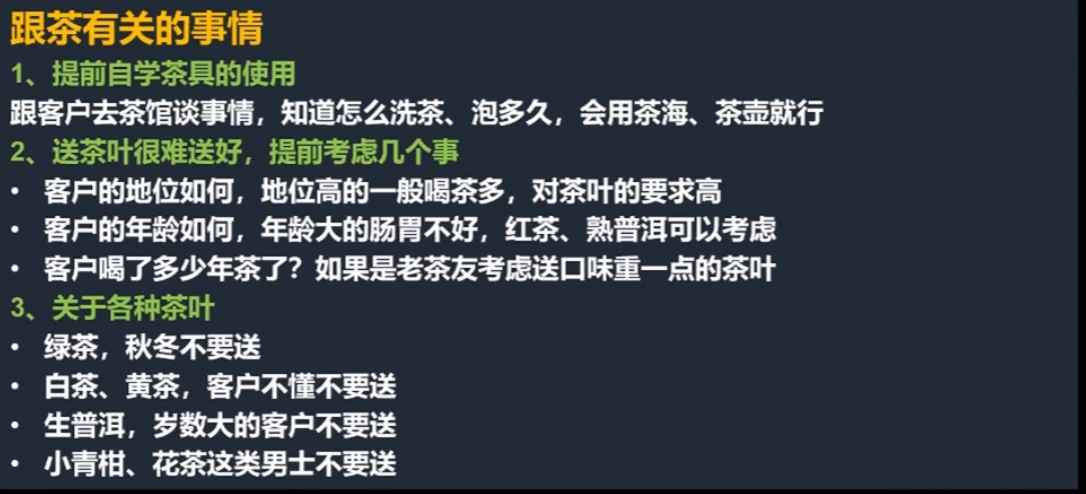 跟茶有关的事情
1、提前自学茶具的使用
跟客户去茶馆谈事情，知道怎么洗茶、泡多久，会用茶海、茶壶就行
2、送茶叶很难送好，提前考虑几个事
• 客户的地位如何，地位高的一般喝茶多，对茶叶的要求高
• 客户的年龄如何，年龄大的肠胃不好，红茶、熟普洱可以考虑
• 客户喝了多少年茶了？如果是老茶友考虑送口味重一点的茶叶
3、关于各种茶叶
• 绿茶，秋冬不要送
• 白茶、黄茶，客户不懂不要送
• 生普洱，岁数大的客户不要送
• 小青柑、花茶这类男士不要送